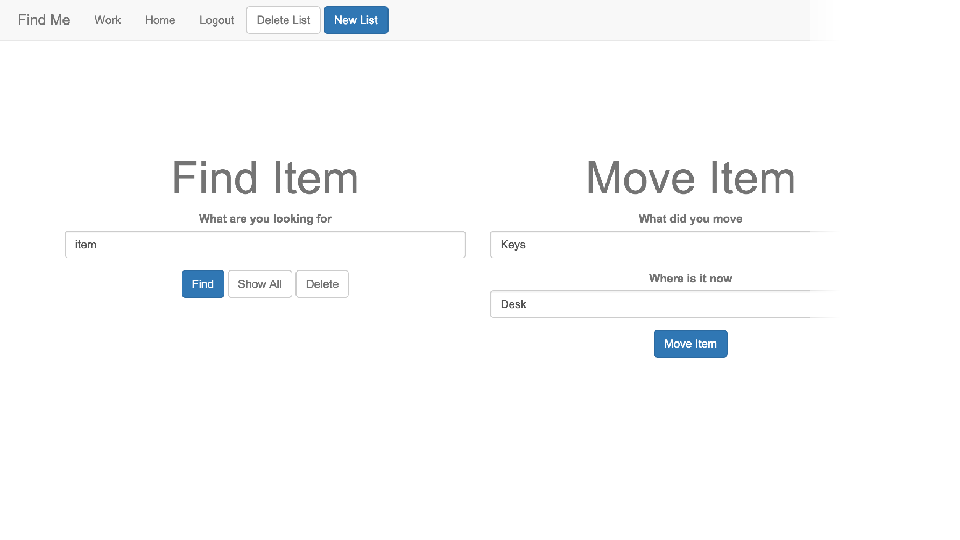 Find Me Work Home Logout Delete List New List
Find Item
What are you looking for
item
Find Show All Delete
Move Item
What did you move
Keys
Where is it now
Desk
Move Item